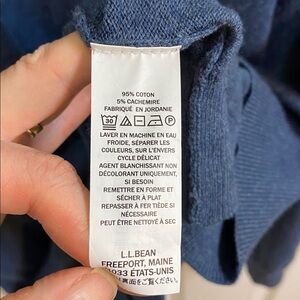 95% COTON
5% CACHEMIRE
FABRIQUÉ EN JORDANIE
30 P
LAVER EN MACHINE EN EAU
FROIDE, SÉPARER LES
COULEURS, SUR L'ENVERS
CYCLE DÉLICAT
AGENT BLANCHISSANT NON
DÉCOLORANT UNIQUEMENT,
SI BESOIN
REMETTRE EN FORME ET
SÉCHER À PLAT
REPASSER À FER TIÈDE SI
NÉCESSAIRE
PEUT ÊTRE NETTOYÉ À SEC
L.L.BEAN
FREEPORT, MAINE
ÉTATS-UNIS